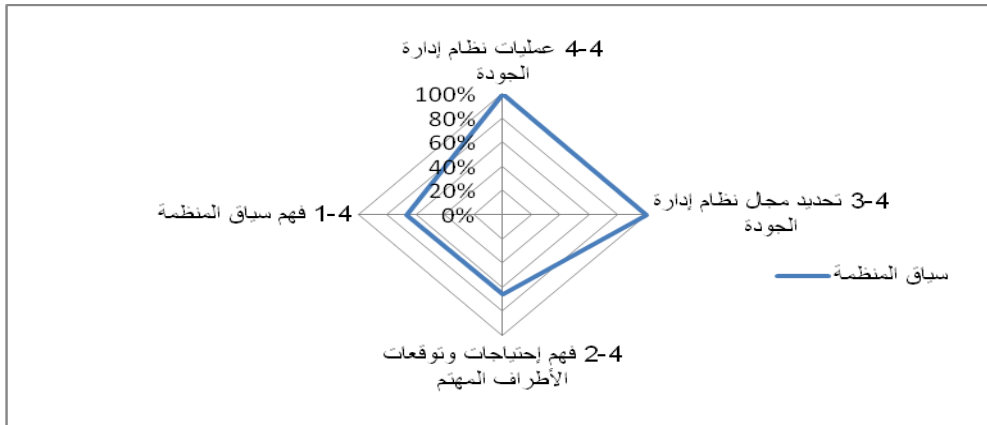 4-4 عمليات نظام إدارة
الجودة
100%
80%
60%
40%
20%
0%
3-4 تحديد مجال نظام إدارة
الجودة
1-4 فهم سياق المنظمة
سياق المنظمة
2-4 فهم إحتياجات وتوقعات
الأطراف المهتم